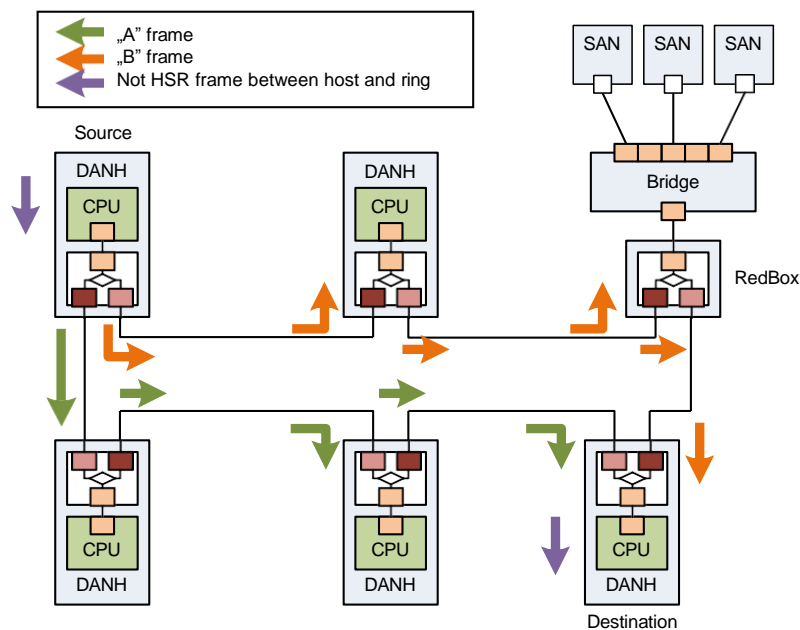 „A” frame
„B” frame
Not HSR frame between host and ring
SAN SAN SAN
Source
DANH
CPU
DANH
CPU
Bridge
RedBox
CPU
DANH
CPU
DANH
CPU
DANH
Destination